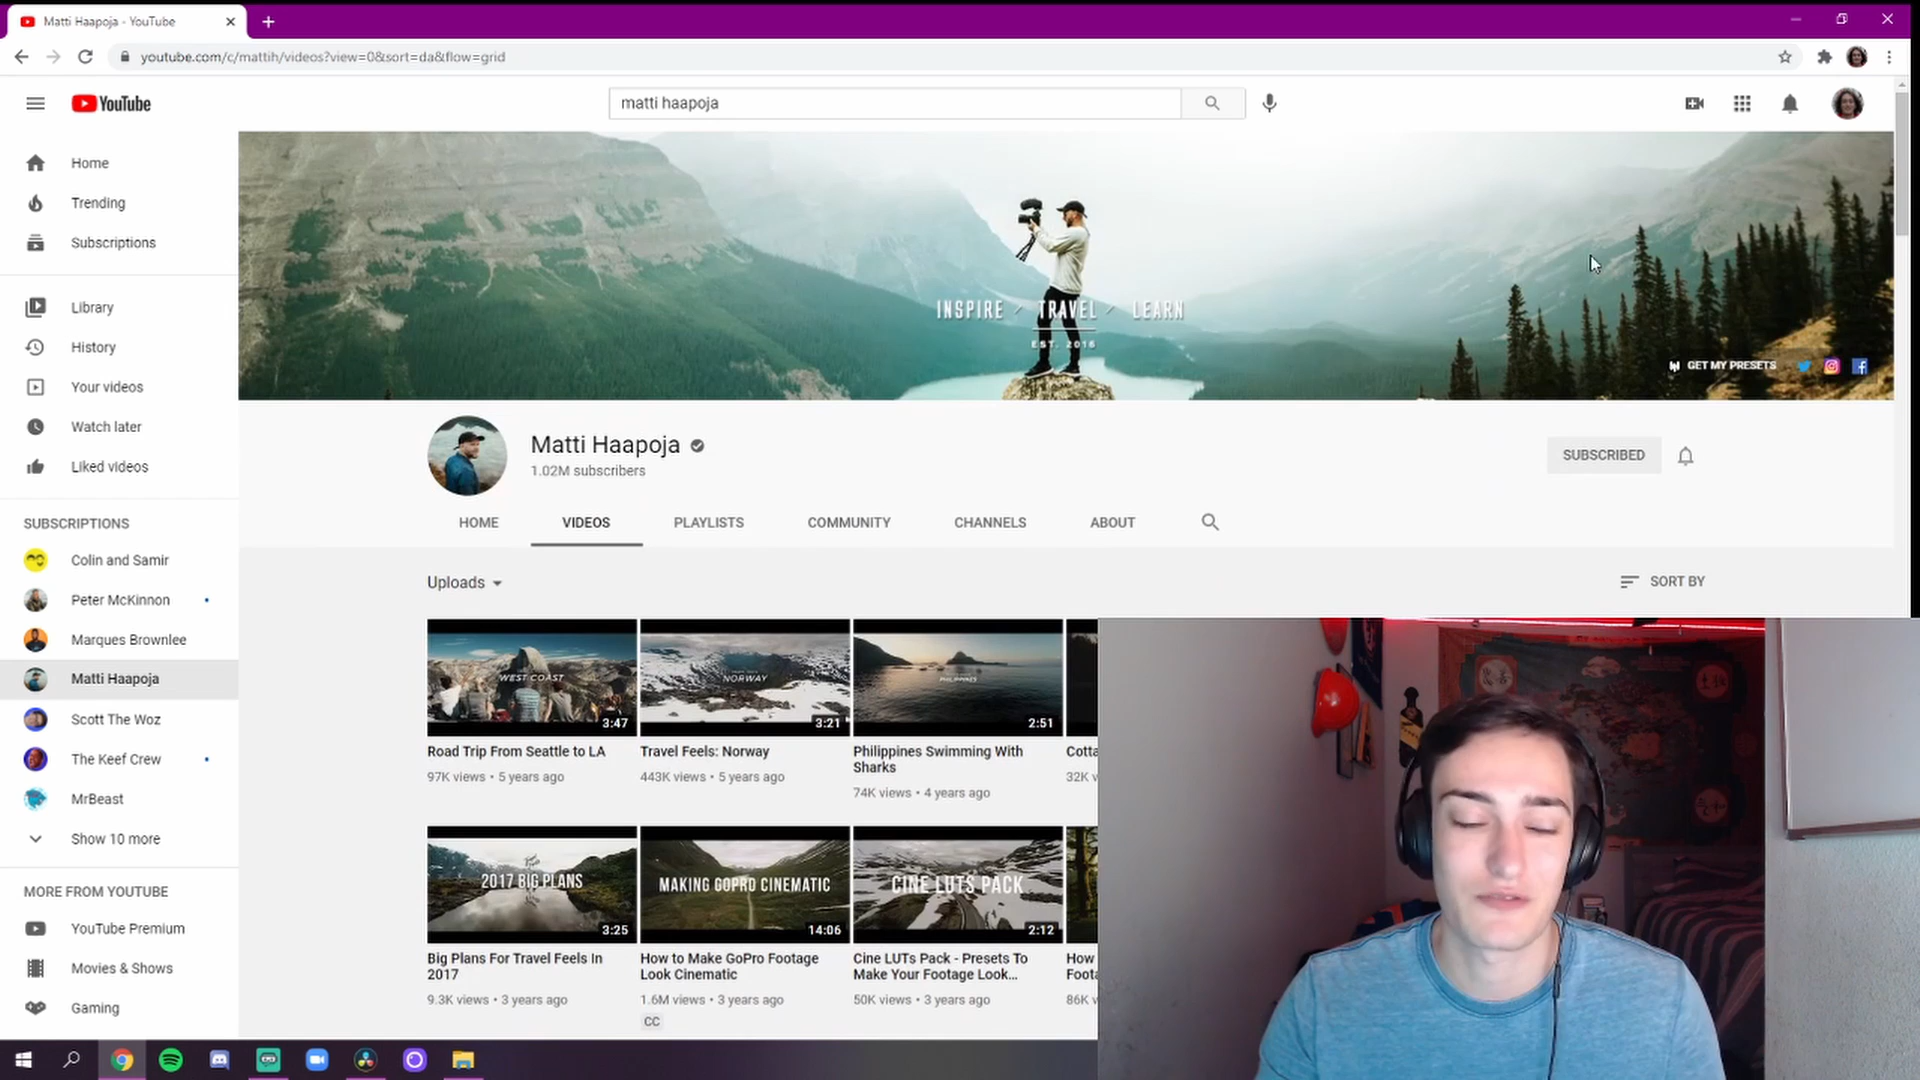 Matti Haapoja - YouTube
youtube.com/c/mattih/videos?view=0&sort=da&flow=grid
YouTube
matti haapoja
Home
Trending
Subscriptions
Library
History
Your videos
Watch later
Liked videos
SUBSCRIPTIONS
Colin and Samir
Peter McKinnon
Marques Brownlee
Matti Haapoja
Scott The Woz
The Keef Crew
MrBeast
Show 10 more
MORE FROM YOUTUBE
YouTube Premium
Movies & Shows
Gaming
INSPIRE / TRAVEL / LEARN
EST. 2016
GET MY PRESETS
Matti Haapoja
1.02M subscribers
SUBSCRIBED
HOME VIDEOS PLAYLISTS COMMUNITY CHANNELS ABOUT
Uploads
SORT BY
WEST COAST
3:47
Road Trip From Seattle to LA
97K views • 5 years ago
NORWAY
3:21
Travel Feels: Norway
443K views • 5 years ago
PHILIPPINES
2:51
Philippines Swimming With
Sharks
74K views • 4 years ago
Cotta
32K
2017 BIG PLANS
3:25
Big Plans For Travel Feels In
2017
9.3K views • 3 years ago
MAKING GOPRO CINEMATIC
14:06
How to Make GoPro Footage
Look Cinematic
1.6M views • 3 years ago
CC
CINE LUTS PACK
2:12
Cine LUTs Pack - Presets To
Make Your Footage Look...
50K views • 3 years ago
How
Foota
86K